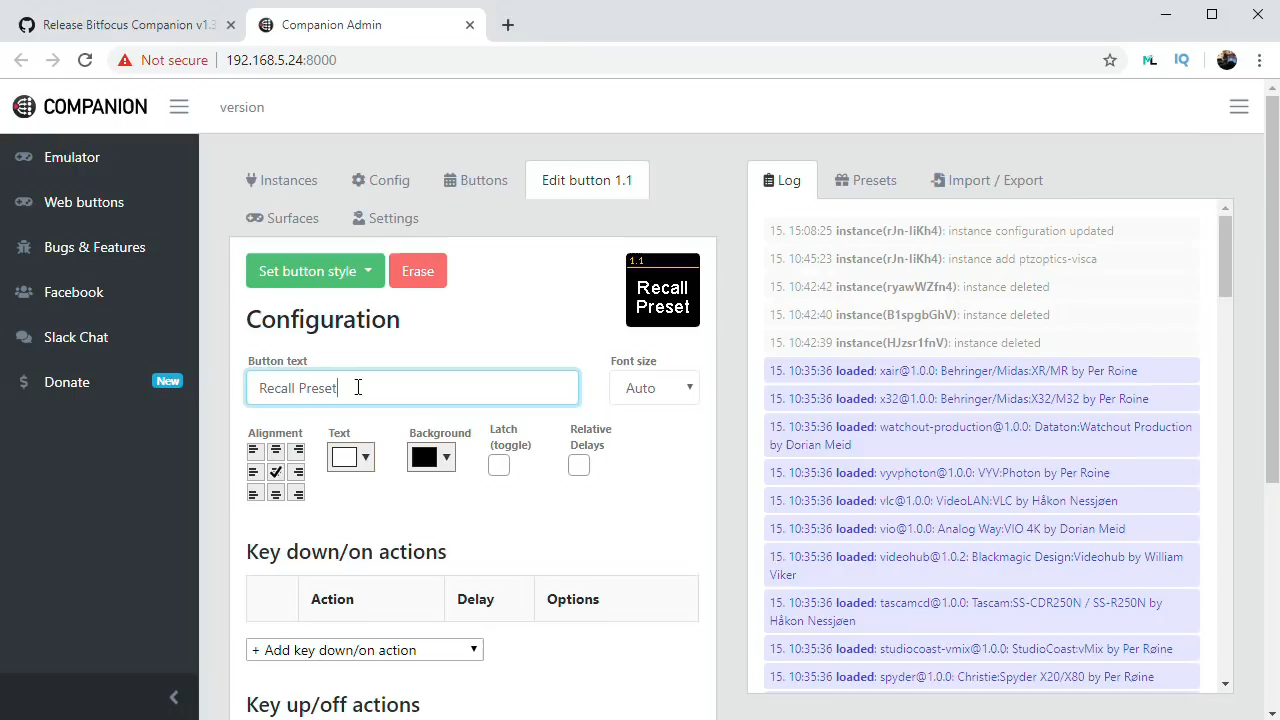 Release Bitfocus Companion v1.3
Companion Admin
Not secure
192.168.5.24:8000
COMPANION
version
Emulator
Web buttons
Bugs & Features
Facebook
Slack Chat
Donate
New
Instances
Config
Buttons
Edit button 1.1
Surfaces
Settings
Set button style
Erase
1.1
Recall
Preset
Configuration
Button text
Font size
Recall Preset
Auto
Alignment
Text
Background
Latch
(toggle)
Relative
Delays
Key down/on actions
Action
Delay
Options
+ Add key down/on action
Key up/off actions
Log
Presets
Import / Export
15. 15:08:25 instance(rJn-IiKh4): instance configuration updated
15. 10:45:23 instance(rJn-IiKh4): instance add ptzoptics-visca
15. 10:42:42 instance(ryawWZfn4): instance deleted
15. 10:42:40 instance(B1spgbGhV): instance deleted
15. 10:42:39 instance(HJzsr1fnV): instance deleted
15. 10:35:36 loaded: xair@1.0.0: Behringer/Midas:XR/MR by Per Roine
15. 10:35:36 loaded: x32@1.0.0: Behringer/Midas:X32/M32 by Per Roine
15. 10:35:36 loaded: watchout-production@1.0.2: Dataton:Watchout Production
by Dorian Meid
15. 10:35:36 loaded: vyvphoton@1.0.0: VYV:Photon by Per Roine
15. 10:35:36 loaded: vlc@1.0.0: VideoLAN:VLC by Håkon Nessjøen
15. 10:35:36 loaded: vio@1.0.0: Analog Way:VIO 4K by Dorian Meid
15. 10:35:36 loaded: videohub@1.0.2: Blackmagic Design:Videohub by William
Viker
15. 10:35:36 loaded: tascamcd@1.0.0: Tascam:SS-CDR250N / SS-R250N by
Håkon Nessjøen
15. 10:35:36 loaded: studiocoast-vmix@1.0.0: StudioCoast:vMix by Per Røine
15. 10:35:36 loaded: spyder@1.0.0: Christie:Spyder X20/X80 by Per Røine